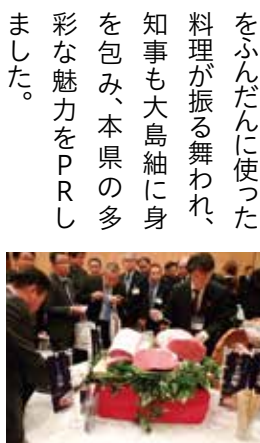 をふんだんに使った
料理が振る舞われ、
知事も大島紬に身
を包み、本県の多
彩な魅力をPRし
ました。